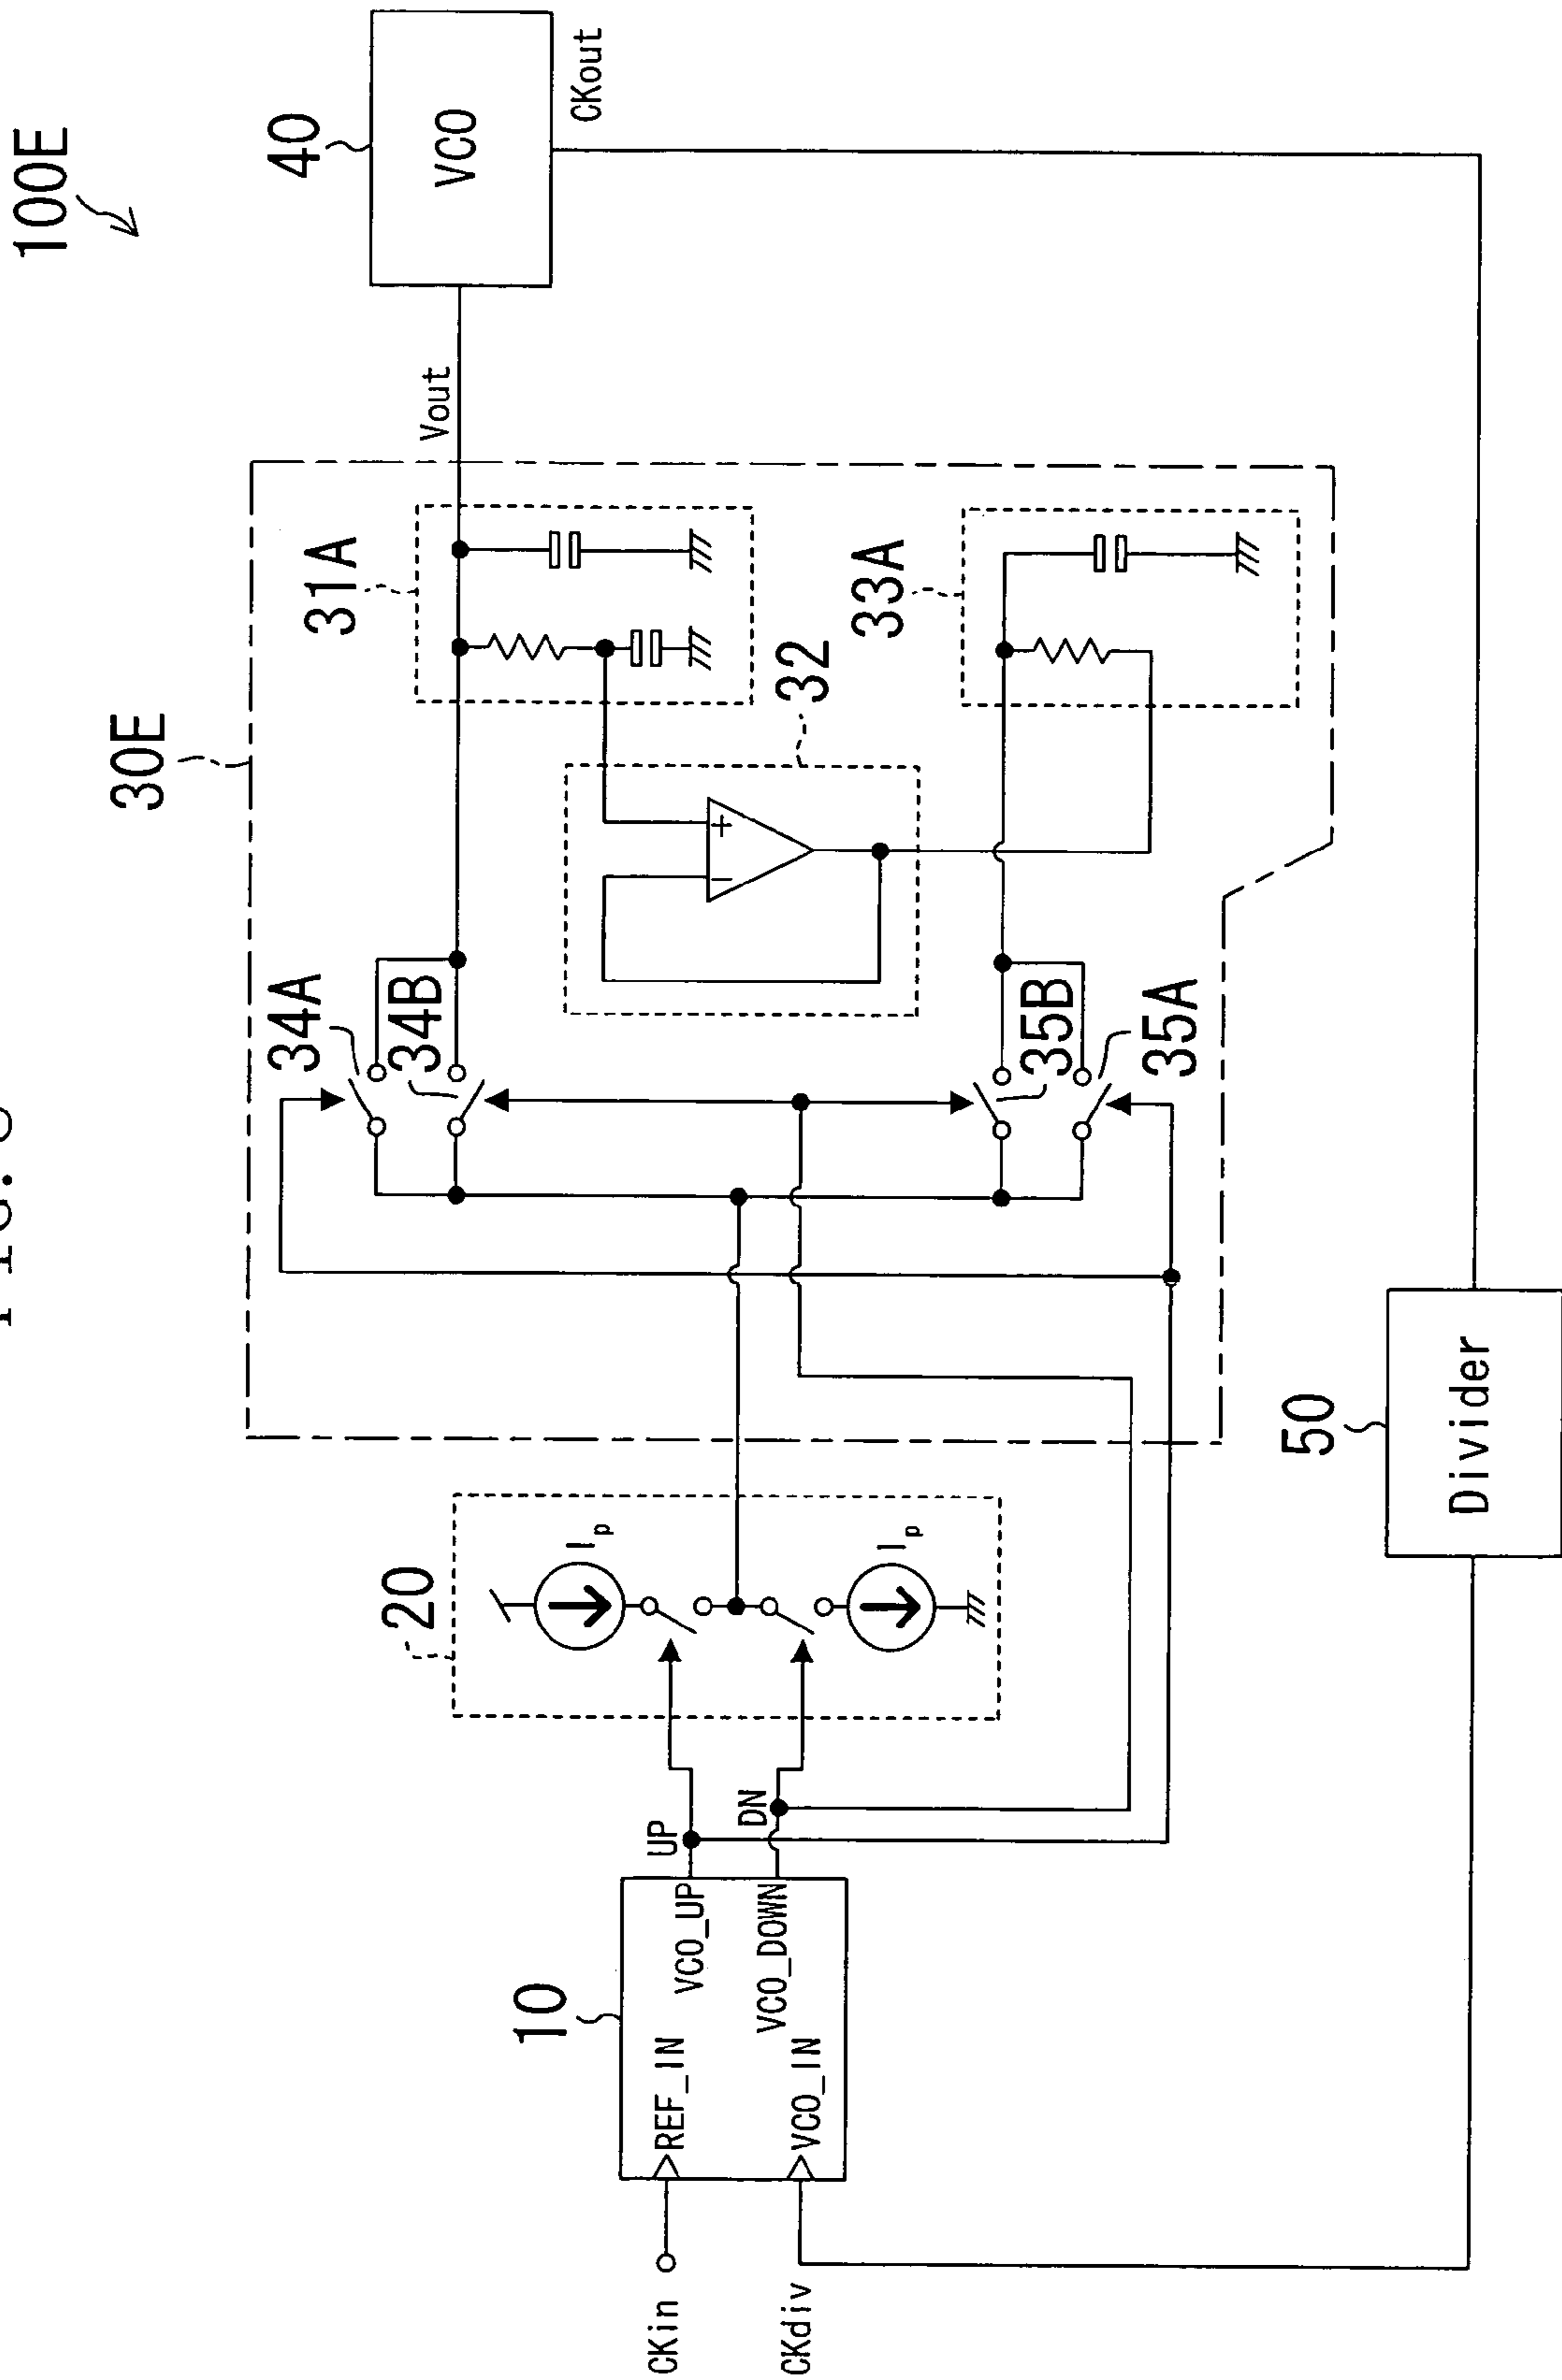 100E
30E
40
VCO
CKout
Vout
31A
33A
32
34A
34B
35B
35A
20
Ip
Ip
10
REF_IN
VCO_UP
VCO_DOWN
VCO_IN
UP
DN
+
−
CKin
CKdiv
50
Divider